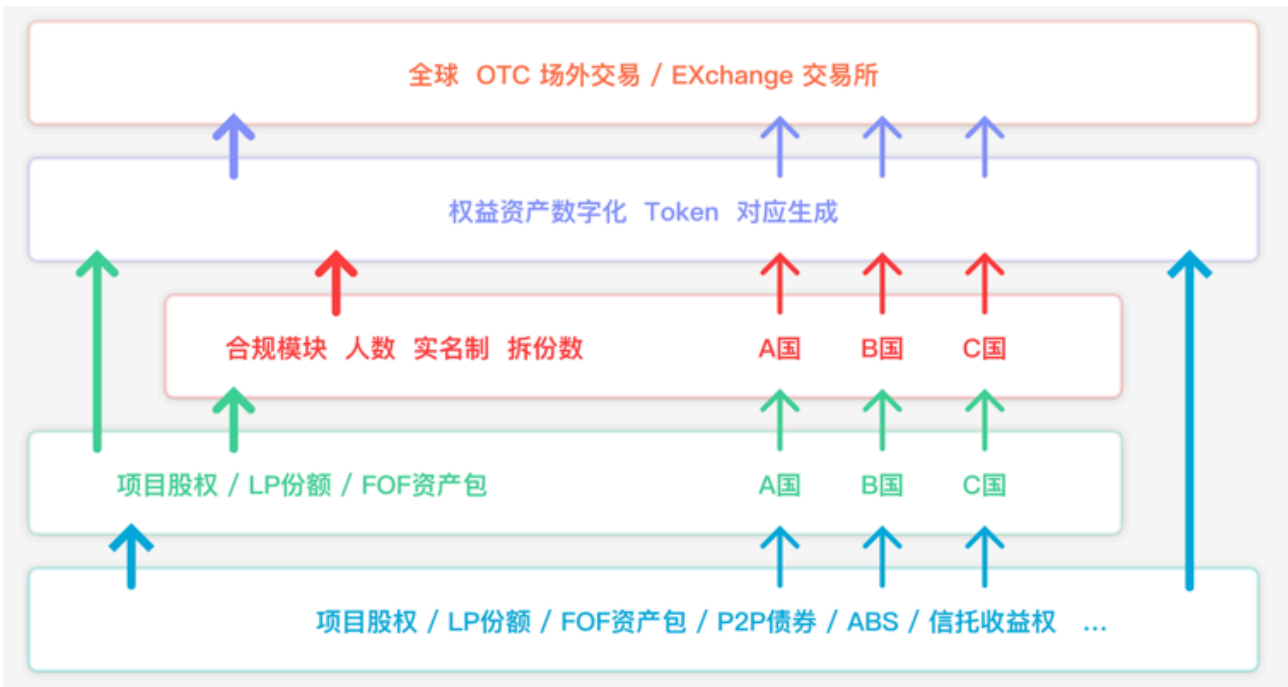 全球 OTC 场外交易 / EXchange 交易所
权益资产数字化 Token 对应生成
合规模块 人数 实名制 拆份数 A国 B国 C国
项目股权 / LP份额 / FOF资产包 A国 B国 C国
项目股权 / LP份额 / FOF资产包 / P2P债券 / ABS / 信托收益权 ...